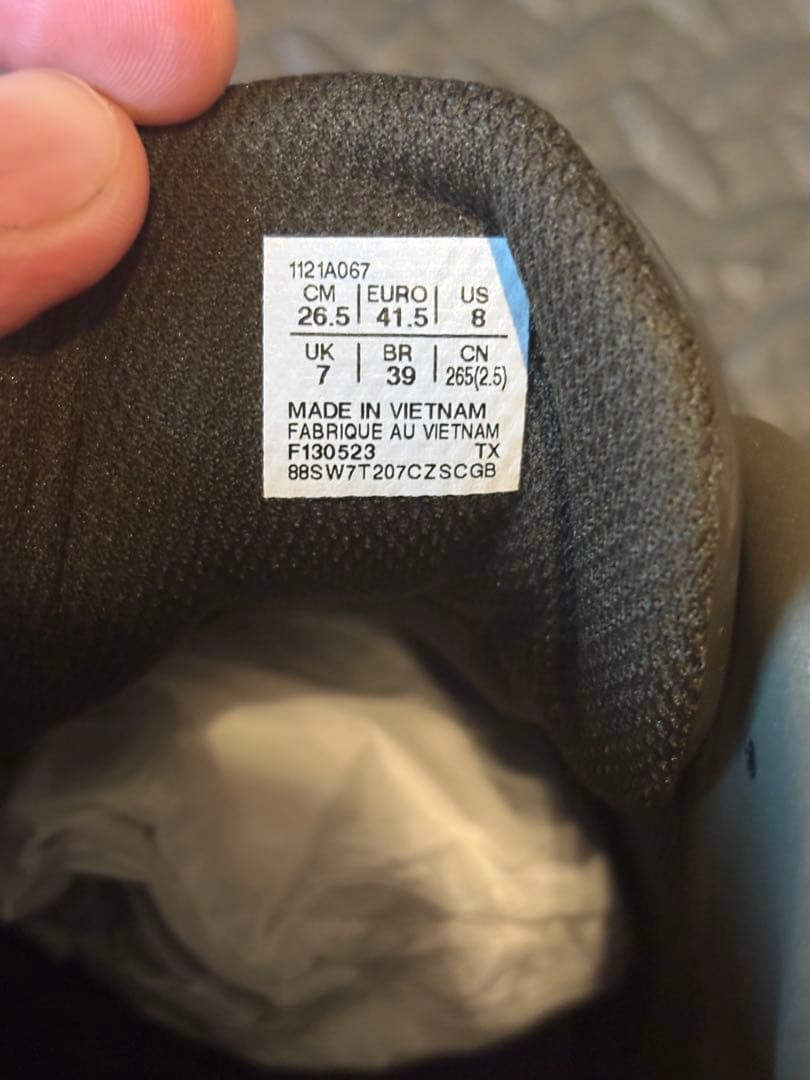 1121A067
CM | EURO | US
26.5 | 41.5 | 8
UK | BR | CN
7 | 39 | 265(2.5)
MADE IN VIETNAM
FABRIQUE AU VIETNAM
F130523 TX
88SW7T207CZSCGB